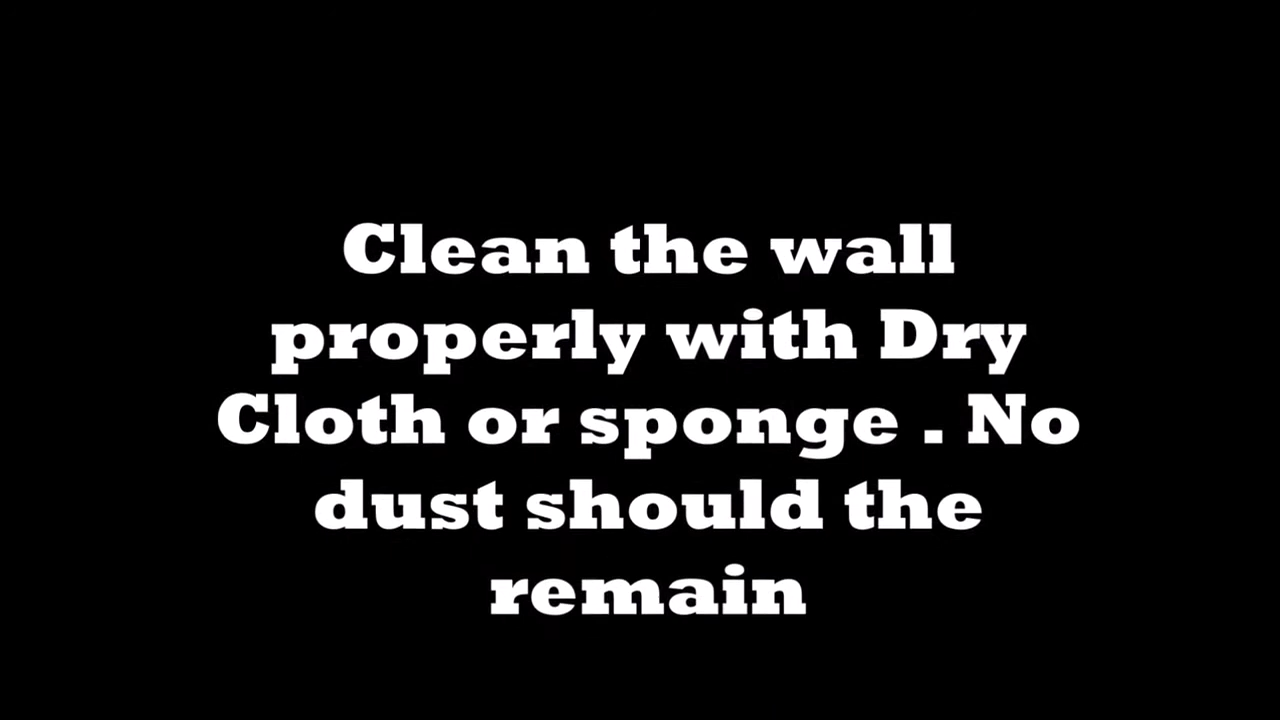 Clean the wall
properly with Dry
Cloth or sponge . No
dust should the
remain